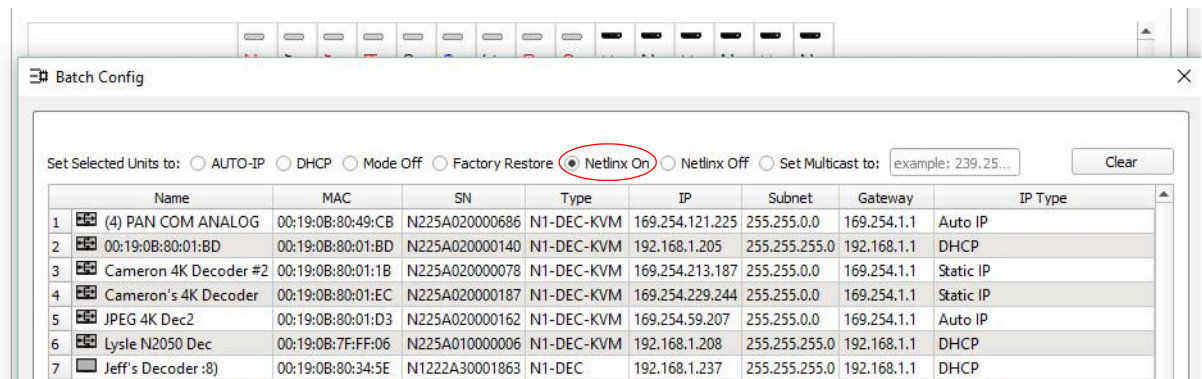 Batch Config
Set Selected Units to: AUTO-IP DHCP Mode Off Factory Restore Netlinx On Netlinx Off Set Multicast to: example: 239.25... Clear
Name MAC SN Type IP Subnet Gateway IP Type
1 (4) PAN COM ANALOG 00:19:0B:80:49:CB N225A020000686 N1-DEC-KVM 169.254.121.225 255.255.0.0 169.254.1.1 Auto IP
2 00:19:0B:80:01:BD 00:19:0B:80:01:BD N225A020000140 N1-DEC-KVM 192.168.1.205 255.255.255.0 192.168.1.1 DHCP
3 Cameron 4K Decoder #2 00:19:0B:80:01:1B N225A020000078 N1-DEC-KVM 169.254.213.187 255.255.0.0 169.254.1.1 Static IP
4 Cameron's 4K Decoder 00:19:0B:80:01:EC N225A020000187 N1-DEC-KVM 169.254.229.244 255.255.0.0 169.254.1.1 Static IP
5 JPEG 4K Dec2 00:19:0B:80:01:D3 N225A020000162 N1-DEC-KVM 169.254.59.207 255.255.0.0 169.254.1.1 Auto IP
6 Lysle N2050 Dec 00:19:0B:7F:FF:06 N225A010000006 N1-DEC-KVM 192.168.1.208 255.255.255.0 192.168.1.1 DHCP
7 Jeff's Decoder :8) 00:19:0B:80:34:5E N1222A30001863 N1-DEC 192.168.1.237 255.255.255.0 192.168.1.1 DHCP